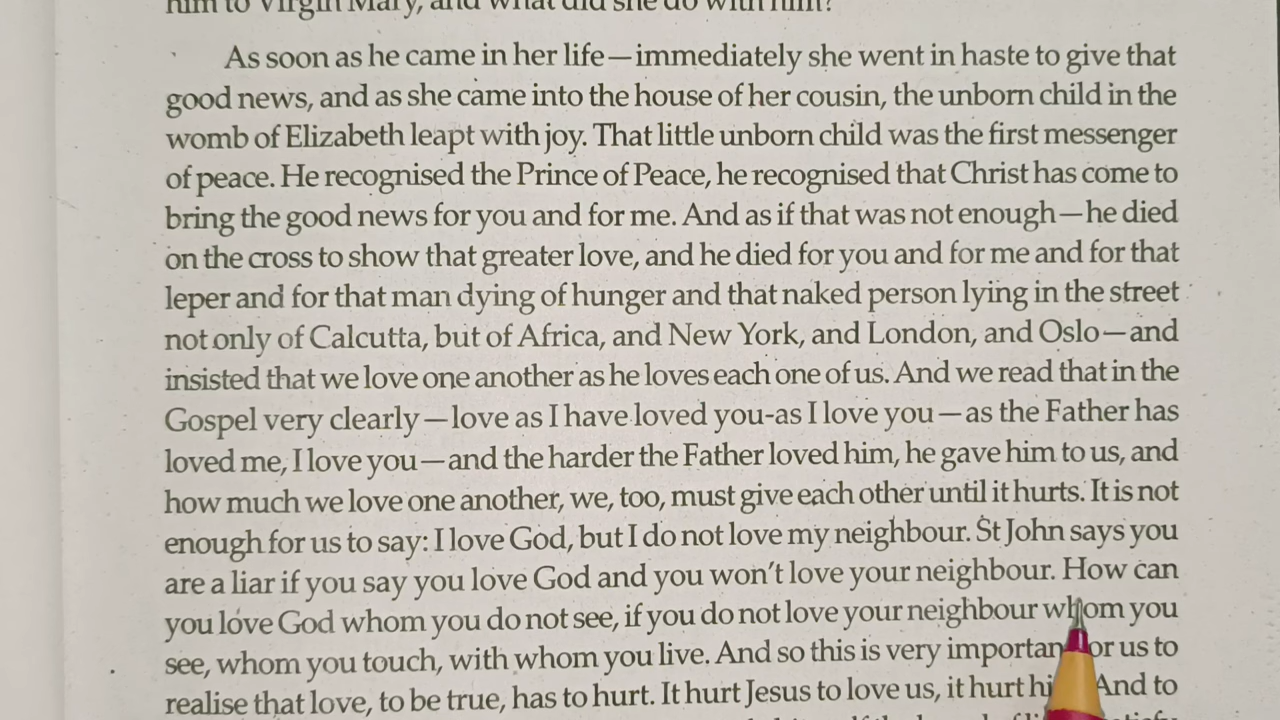 him to Virgin Mary, and what did she do with him?
As soon as he came in her life—immediately she went in haste to give that
good news, and as she came into the house of her cousin, the unborn child in the
womb of Elizabeth leapt with joy. That little unborn child was the first messenger
of peace. He recognised the Prince of Peace, he recognised that Christ has come to
bring the good news for you and for me. And as if that was not enough—he died
on the cross to show that greater love, and he died for you and for me and for that
leper and for that man dying of hunger and that naked person lying in the street
not only of Calcutta, but of Africa, and New York, and London, and Oslo—and
insisted that we love one another as he loves each one of us. And we read that in the
Gospel very clearly—love as I have loved you-as I love you—as the Father has
loved me, I love you—and the harder the Father loved him, he gave him to us, and
how much we love one another, we, too, must give each other until it hurts. It is not
enough for us to say: I love God, but I do not love my neighbour. St John says you
are a liar if you say you love God and you won't love your neighbour. How can
you love God whom you do not see, if you do not love your neighbour whom you
see, whom you touch, with whom you live. And so this is very important for us to
realise that love, to be true, has to hurt. It hurt Jesus to love us, it hurt And to